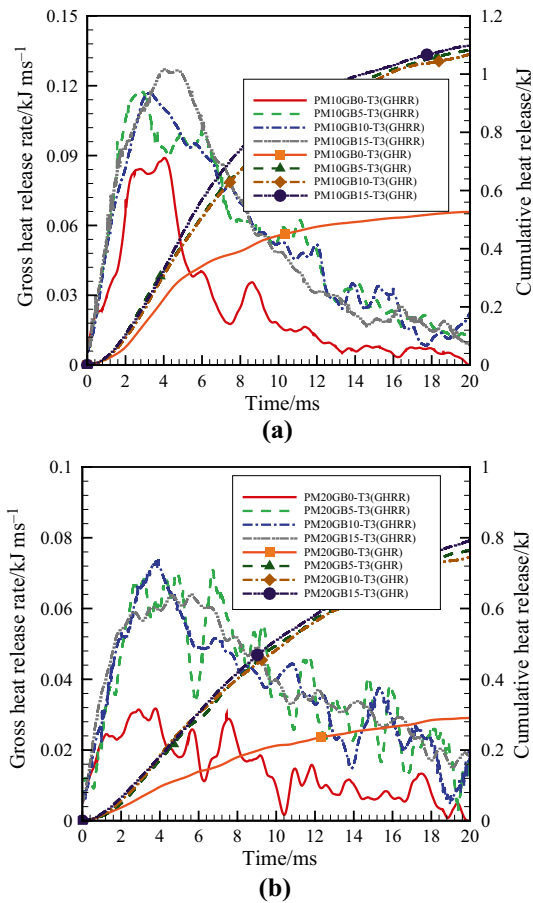 0.15
0.12
0.09
0.06
0.03
0
1.2
1
0.8
0.6
0.4
0.2
0
Gross heat release rate/kJ ms⁻¹
Cumulative heat release/kJ
PM10GB0-T3(GHRR)
PM10GB5-T3(GHRR)
PM10GB10-T3(GHRR)
PM10GB15-T3(GHRR)
PM10GB0-T3(GHR)
PM10GB5-T3(GHR)
PM10GB10-T3(GHR)
PM10GB15-T3(GHR)
0 2 4 6 8 10 12 14 16 18 20
Time/ms
(a)
0.1
0.08
0.06
0.04
0.02
0
1
0.8
0.6
0.4
0.2
0
Gross heat release rate/kJ ms⁻¹
Cumulative heat release/kJ
PM20GB0-T3(GHRR)
PM20GB5-T3(GHRR)
PM20GB10-T3(GHRR)
PM20GB15-T3(GHRR)
PM20GB0-T3(GHR)
PM20GB5-T3(GHR)
PM20GB10-T3(GHR)
PM20GB15-T3(GHR)
0 2 4 6 8 10 12 14 16 18 20
Time/ms
(b)